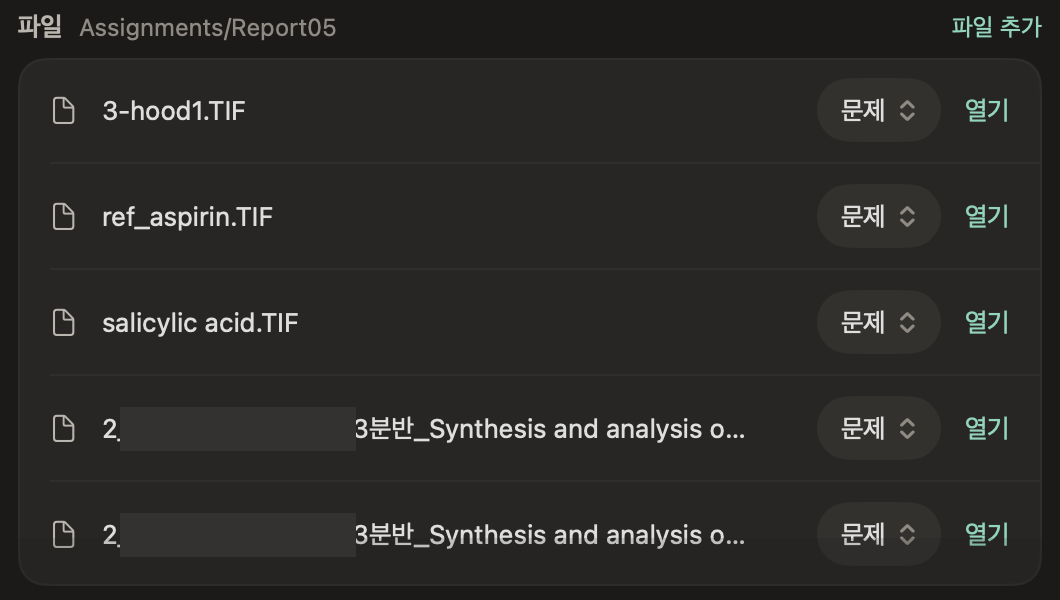 파일 Assignments/Report05 파일 추가
3-hood1.TIF 문제 열기
ref_aspirin.TIF 문제 열기
salicylic acid.TIF 문제 열기
2_ 3분반_Synthesis and analysis o... 문제 열기
2_ 3분반_Synthesis and analysis o... 문제 열기